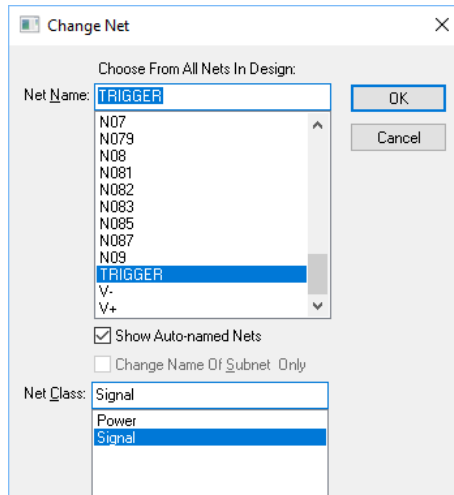 Change Net
Choose From All Nets In Design:
Net Name: TRIGGER
OK
N07
N079
N08
N081
N082
N083
N085
N087
N09
TRIGGER
V-
V+
Cancel
Show Auto-named Nets
Change Name Of Subnet Only
Net Class: Signal
Power
Signal